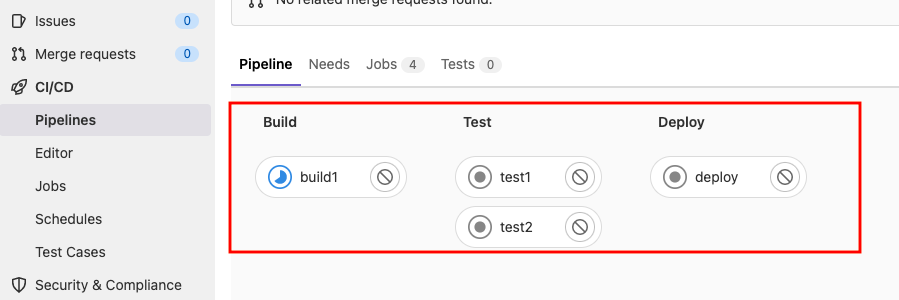 No related merge requests found.
Issues 0
Merge requests 0
CI/CD
Pipelines
Editor
Jobs
Schedules
Test Cases
Security & Compliance
Pipeline Needs Jobs 4 Tests 0
Build Test Deploy
build1 test1 deploy
test2